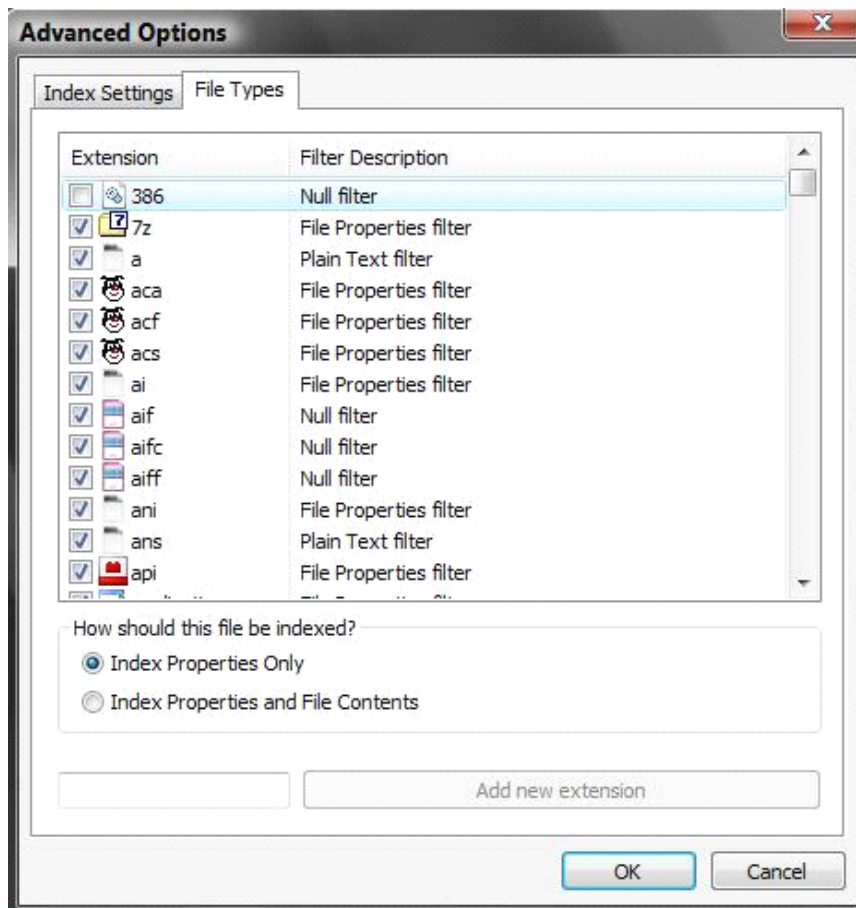 Advanced Options
Index Settings File Types
Extension Filter Description
386 Null filter
7z File Properties filter
a Plain Text filter
aca File Properties filter
acf File Properties filter
acs File Properties filter
ai File Properties filter
aif Null filter
aifc Null filter
aiff Null filter
ani File Properties filter
ans Plain Text filter
api File Properties filter
How should this file be indexed?
Index Properties Only
Index Properties and File Contents
Add new extension
OK Cancel